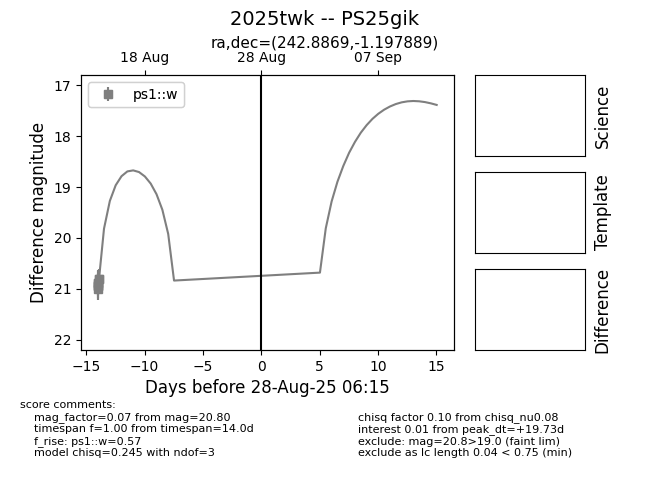 2025twk -- PS25gik
ra,dec=(242.8869,-1.197889)
18 Aug 28 Aug 07 Sep
ps1::w
17
18
19
20
21
22
Difference magnitude
−15 −10 −5 0 5 10 15
Days before 28-Aug-25 06:15
Science
Template
Difference
score comments:
mag_factor=0.07 from mag=20.80
timespan f=1.00 from timespan=14.0d
f_rise: ps1::w=0.57
model chisq=0.245 with ndof=3
chisq factor 0.10 from chisq_nu0.08
interest 0.01 from peak_dt=+19.73d
exclude: mag=20.8>19.0 (faint lim)
exclude as lc length 0.04 < 0.75 (min)